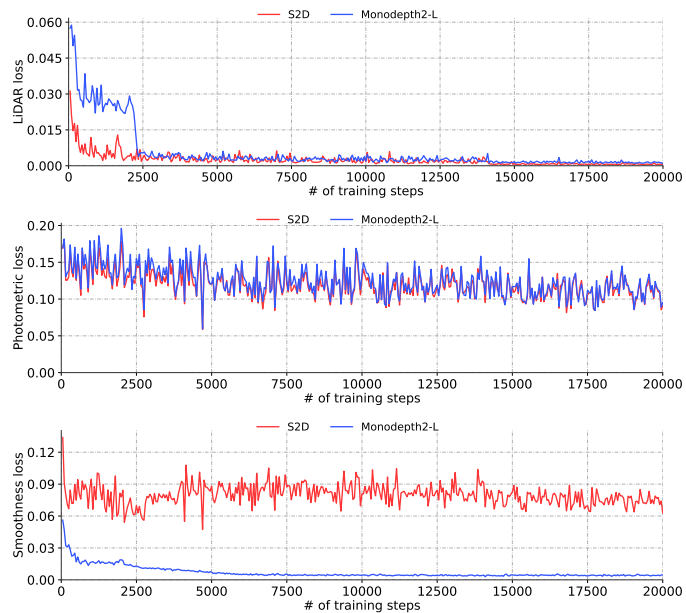 S2D Monodepth2-L
0.060
0.045
0.030
0.015
0.000
LiDAR loss
0 2500 5000 7500 10000 12500 15000 17500 20000
# of training steps
S2D Monodepth2-L
0.20
0.15
0.10
0.05
0.00
Photometric loss
0 2500 5000 7500 10000 12500 15000 17500 20000
# of training steps
S2D Monodepth2-L
0.12
0.09
0.06
0.03
0.00
Smoothness loss
0 2500 5000 7500 10000 12500 15000 17500 20000
# of training steps